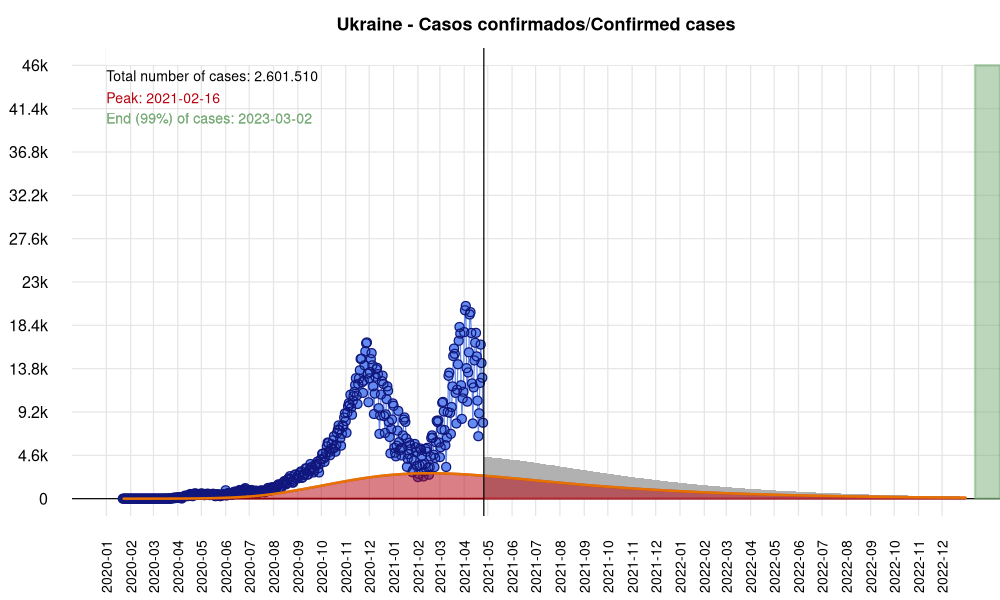 Ukraine - Casos confirmados/Confirmed cases
Total number of cases: 2.601.510
Peak: 2021-02-16
End (99%) of cases: 2023-03-02
46k
41.4k
36.8k
32.2k
27.6k
23k
18.4k
13.8k
9.2k
4.6k
0
2020-01
2020-02
2020-03
2020-04
2020-05
2020-06
2020-07
2020-08
2020-09
2020-10
2020-11
2020-12
2021-01
2021-02
2021-03
2021-04
2021-05
2021-06
2021-07
2021-08
2021-09
2021-10
2021-11
2021-12
2022-01
2022-02
2022-03
2022-04
2022-05
2022-06
2022-07
2022-08
2022-09
2022-10
2022-11
2022-12